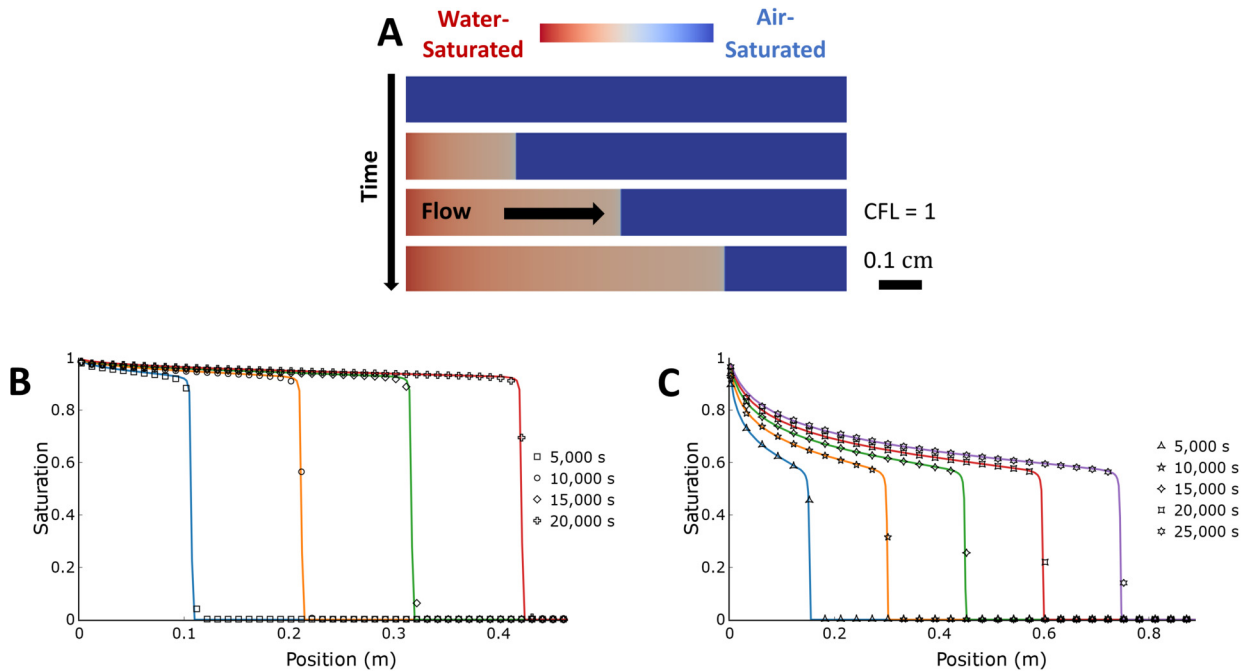 A
Water-
Saturated
Air-
Saturated
Time
Flow
CFL = 1
0.1 cm
B
1
0.8
0.6
0.4
0.2
0
Saturation
0
0.1
0.2
0.3
0.4
Position (m)
5,000 s
10,000 s
15,000 s
20,000 s
C
1
0.8
0.6
0.4
0.2
0
Saturation
0
0.2
0.4
0.6
0.8
Position (m)
5,000 s
10,000 s
15,000 s
20,000 s
25,000 s